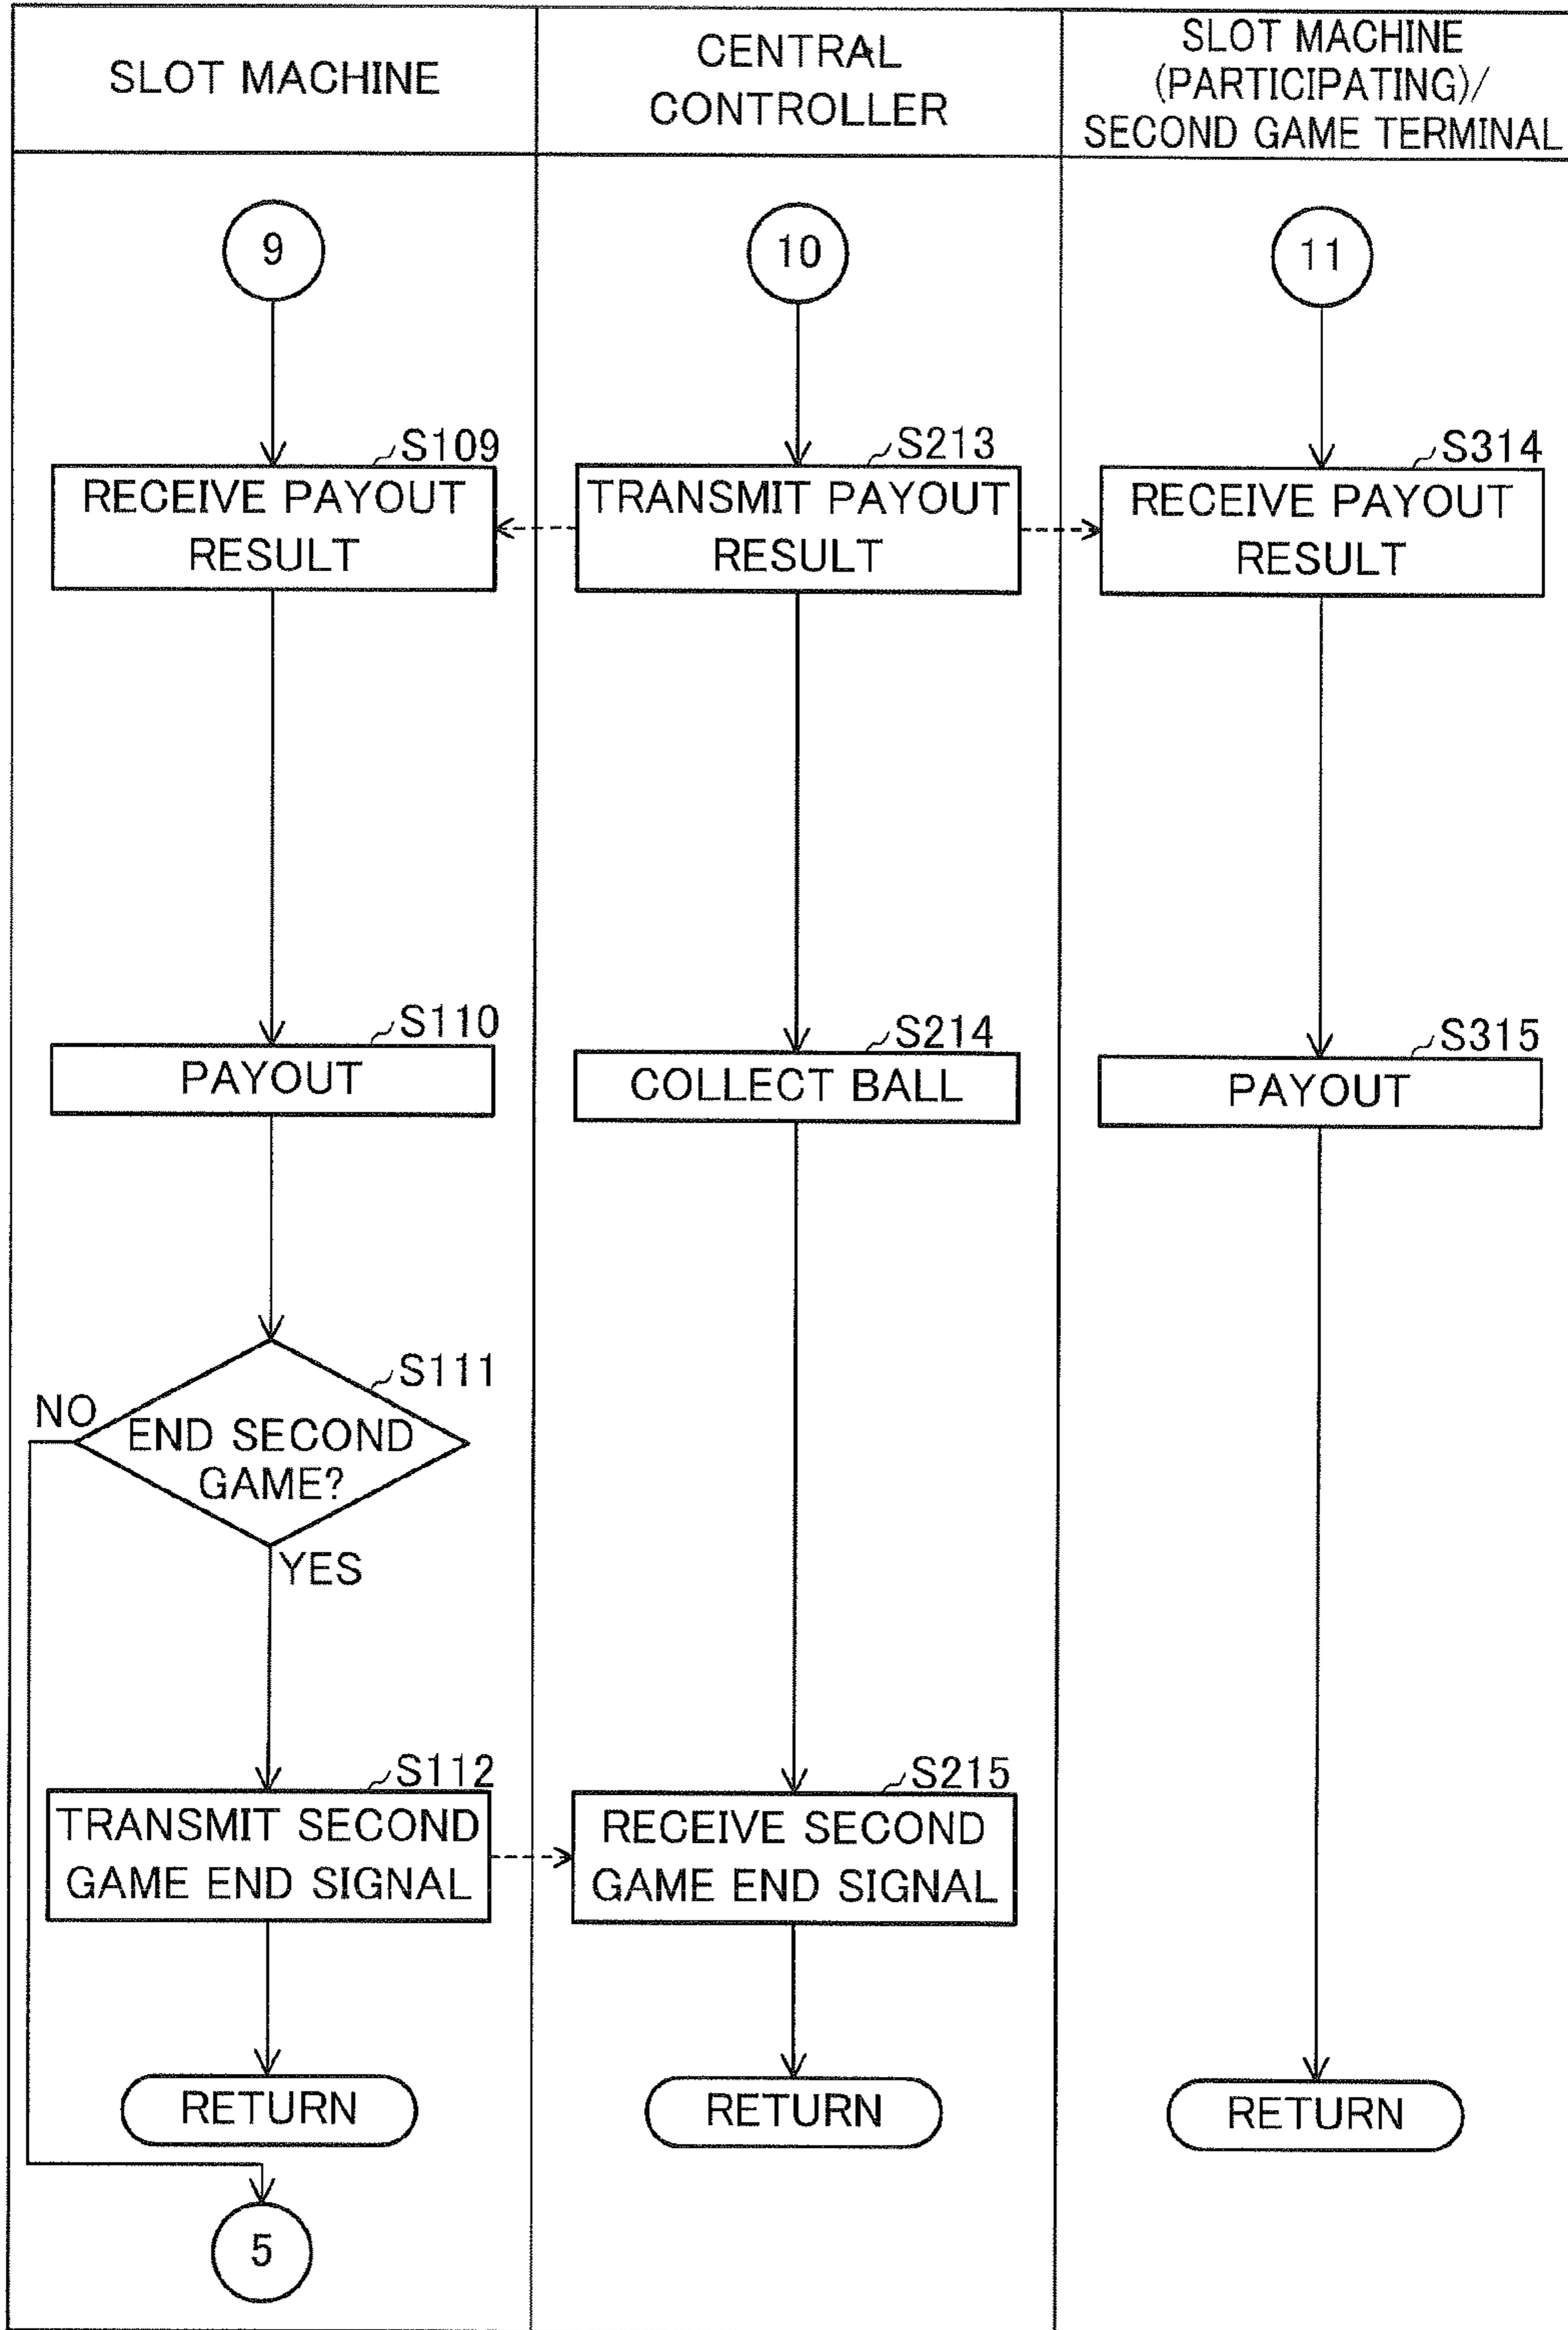 SLOT MACHINE
CENTRAL
CONTROLLER
SLOT MACHINE
(PARTICIPATING)/
SECOND GAME TERMINAL
9
10
11
S109
RECEIVE PAYOUT
RESULT
S213
TRANSMIT PAYOUT
RESULT
S314
RECEIVE PAYOUT
RESULT
S110
PAYOUT
S214
COLLECT BALL
S315
PAYOUT
S111
NO
END SECOND
GAME?
YES
S112
TRANSMIT SECOND
GAME END SIGNAL
S215
RECEIVE SECOND
GAME END SIGNAL
RETURN
RETURN
RETURN
5